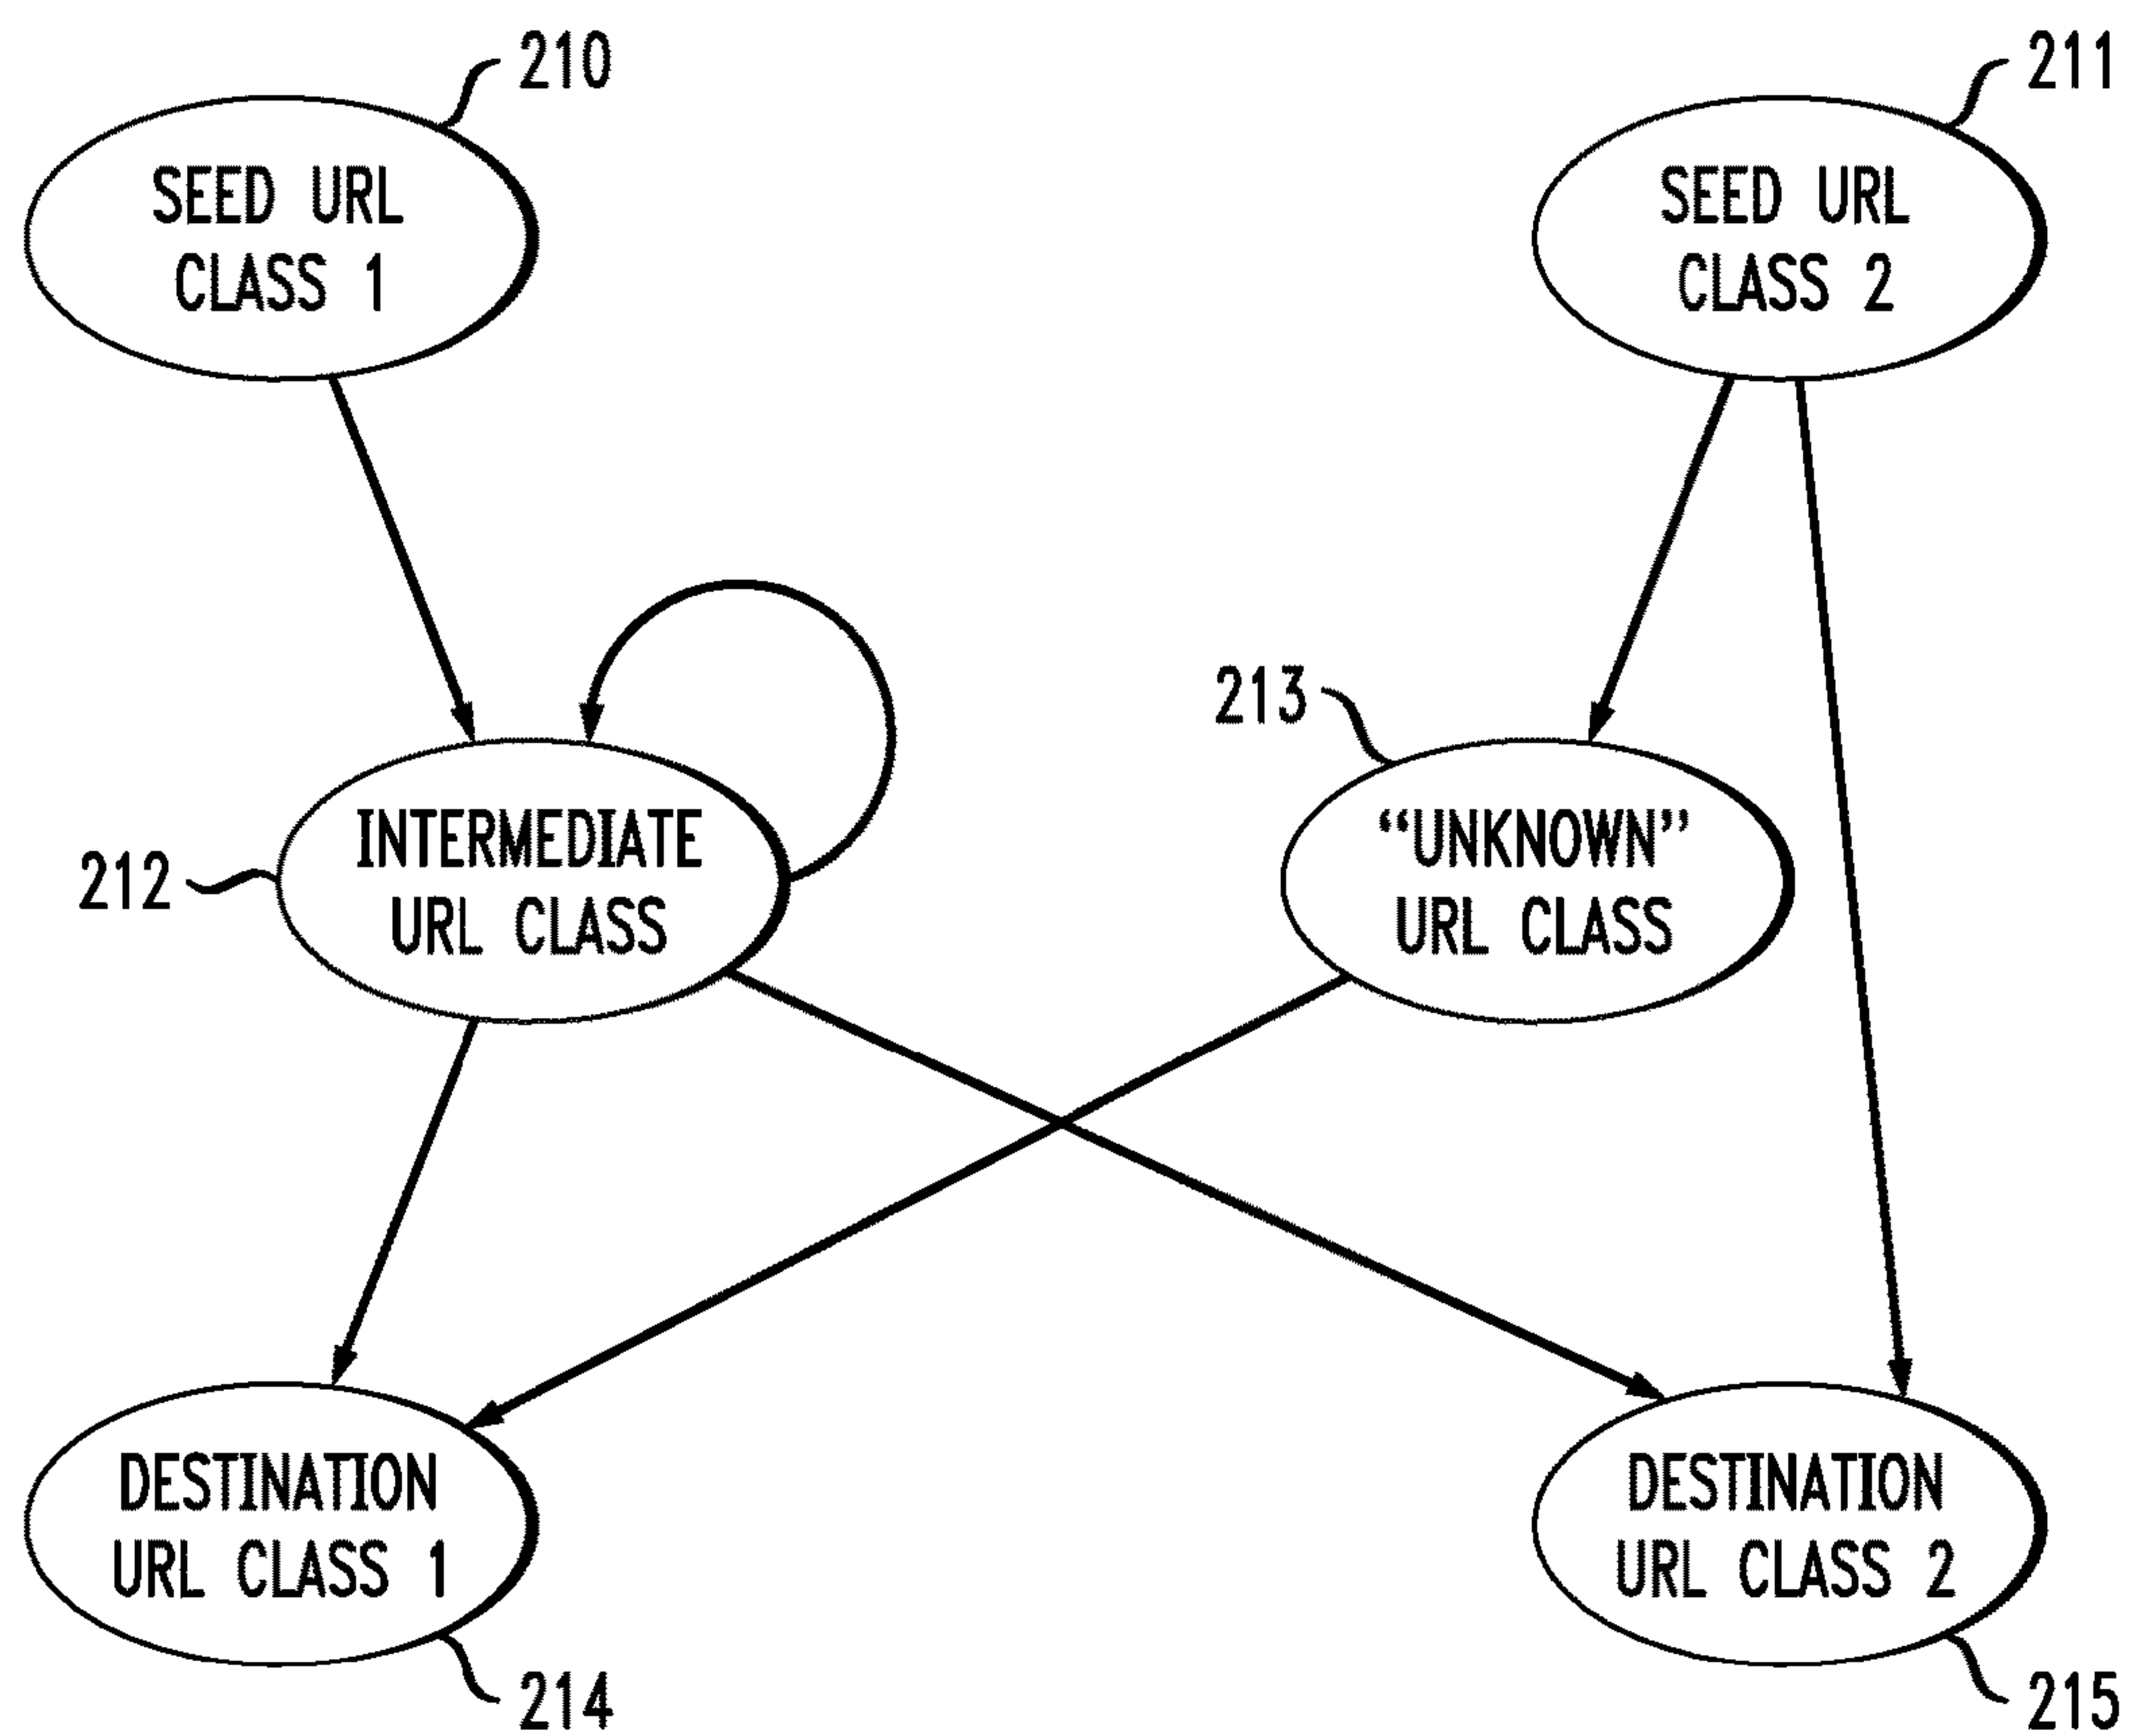 210
211
SEED URL
CLASS 1
SEED URL
CLASS 2
213
212
INTERMEDIATE
URL CLASS
“UNKNOWN”
URL CLASS
DESTINATION
URL CLASS 1
DESTINATION
URL CLASS 2
214
215